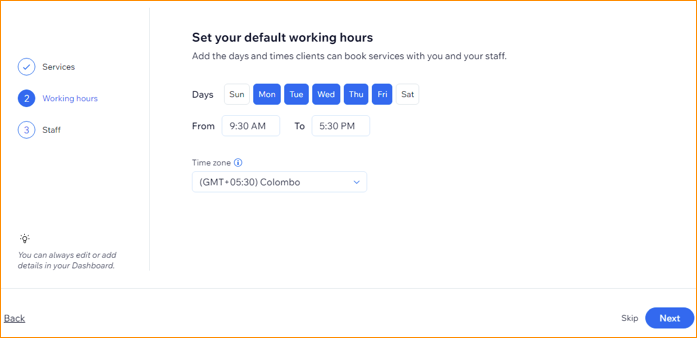 Set your default working hours
Add the days and times clients can book services with you and your staff.
Services
2 Working hours
3 Staff
Days Sun Mon Tue Wed Thu Fri Sat
From 9:30 AM To 5:30 PM
Time zone
(GMT+05:30) Colombo
You can always edit or add
details in your Dashboard.
Back Skip Next